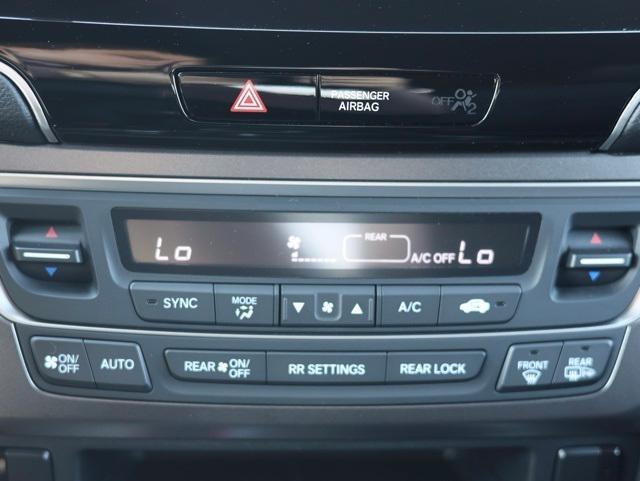 PASSENGER
AIRBAG
OFF
2
Lo
REAR
A/C OFF
Lo
SYNC
MODE
A/C
ON/
OFF
AUTO
REAR ON/
OFF
RR SETTINGS
REAR LOCK
FRONT
REAR